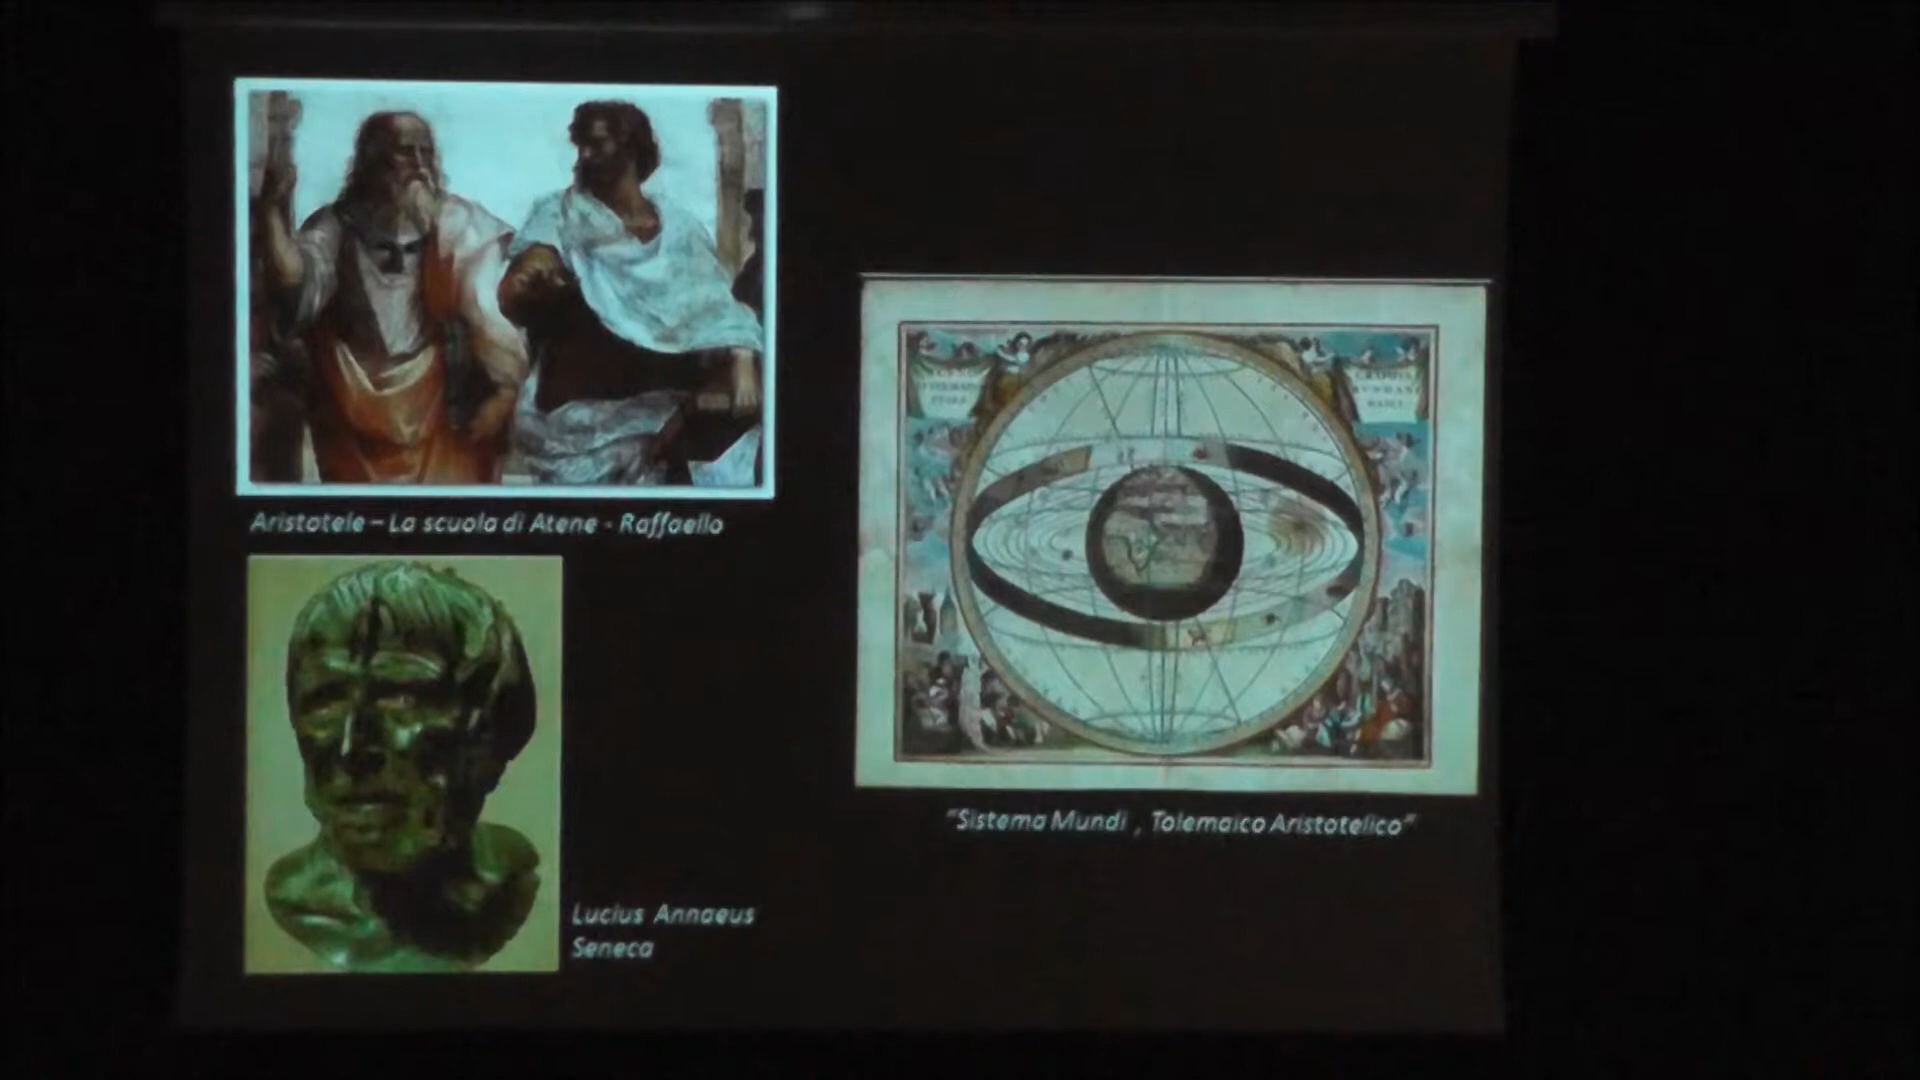 Aristotele – La scuola di Atene - Raffaello
Lucius Annaeus
Seneca
"Sistema Mundi , Tolemaico Aristotelico"